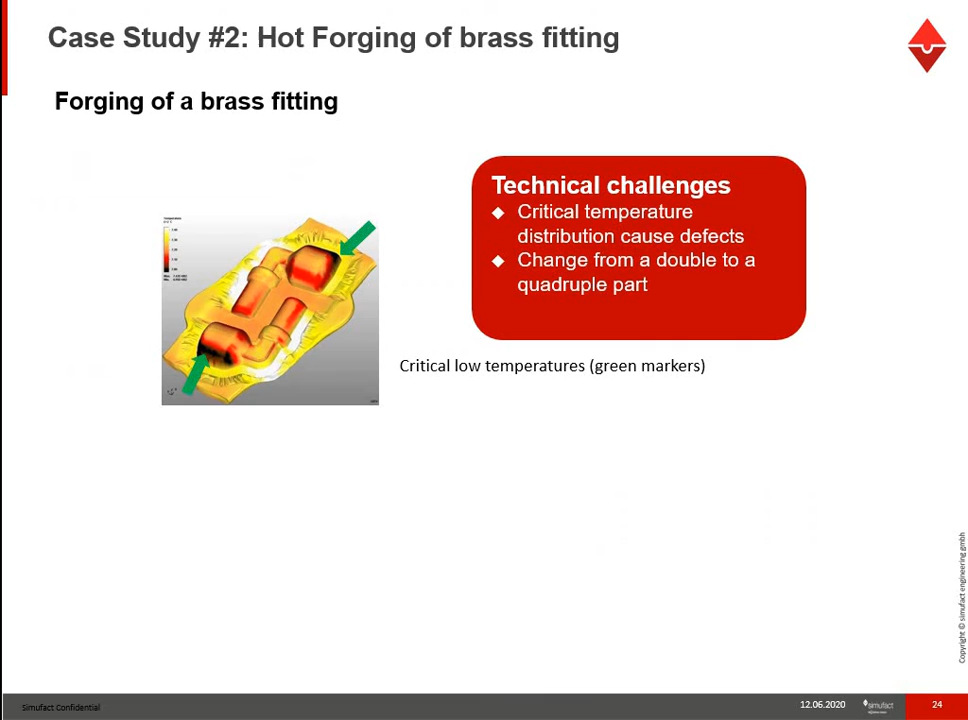 Case Study #2: Hot Forging of brass fitting
Forging of a brass fitting
Technical challenges
Critical temperature
distribution cause defects
Change from a double to a
quadruple part
Critical low temperatures (green markers)
Copyright © simufact engineering gmbh
Simufact Confidential
12.06.2020
simufact
24